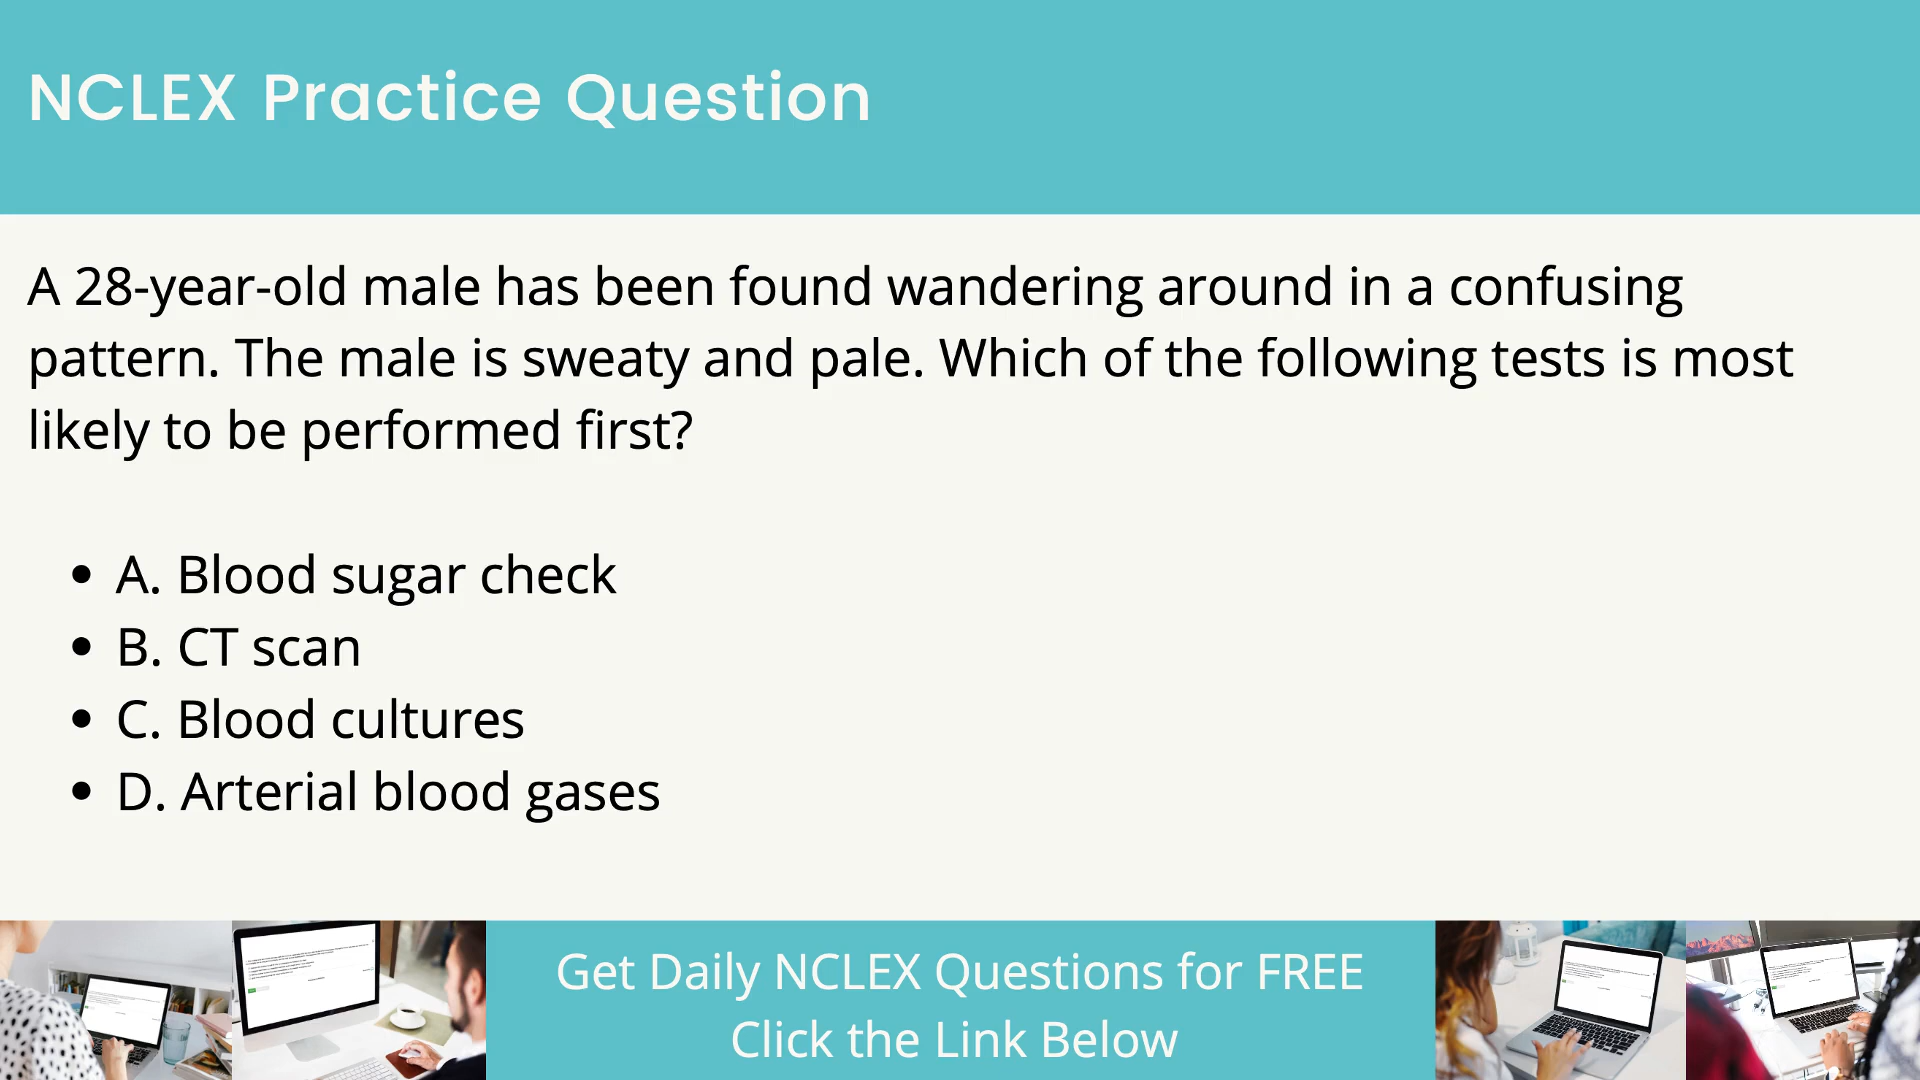 NCLEX Practice Question
A 28-year-old male has been found wandering around in a confusing
pattern. The male is sweaty and pale. Which of the following tests is most
likely to be performed first?
• A. Blood sugar check
• B. CT scan
• C. Blood cultures
• D. Arterial blood gases
Get Daily NCLEX Questions for FREE
Click the Link Below